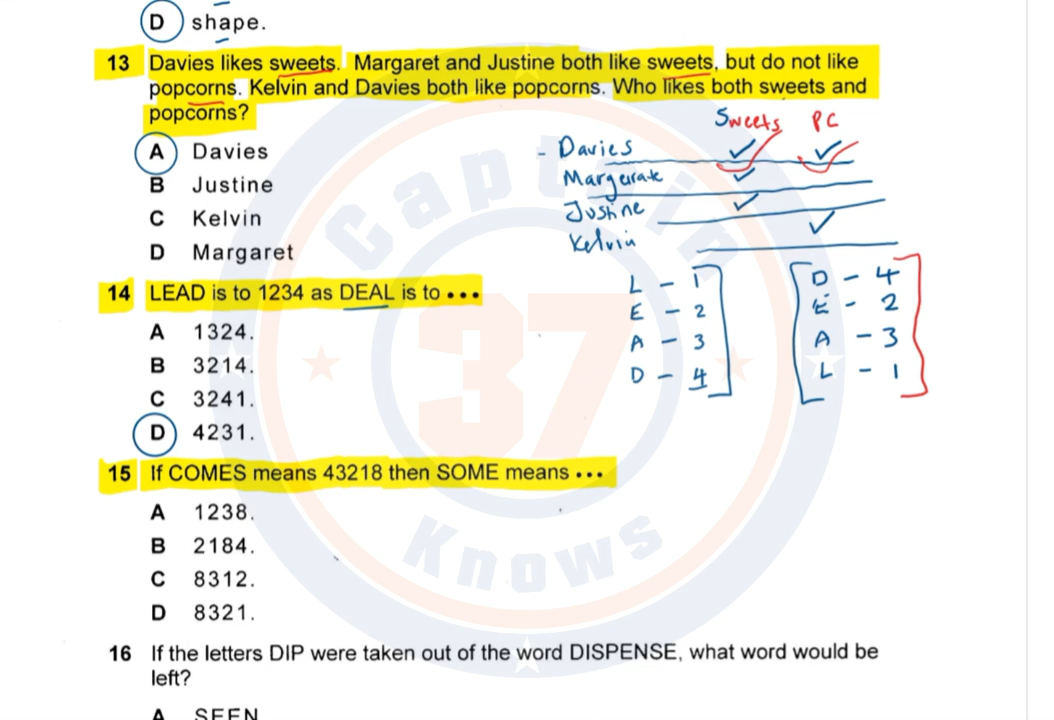 D shape.
13 Davies likes sweets. Margaret and Justine both like sweets, but do not like
popcorns. Kelvin and Davies both like popcorns. Who likes both sweets and
popcorns?
Sweets PC
A Davies
B Justine
C Kelvin
D Margaret
- Davies
Margerate
Justine
Kelvin
14 LEAD is to 1234 as DEAL is to •••
A 1324.
B 3214.
C 3241.
D 4231.
L - 1
E - 2
A - 3
D - 4
D - 4
E - 2
A - 3
L - 1
15 If COMES means 43218 then SOME means •••
A 1238.
B 2184.
C 8312.
D 8321.
16 If the letters DIP were taken out of the word DISPENSE, what word would be
left?
A SEEN
Captain
37
Knows